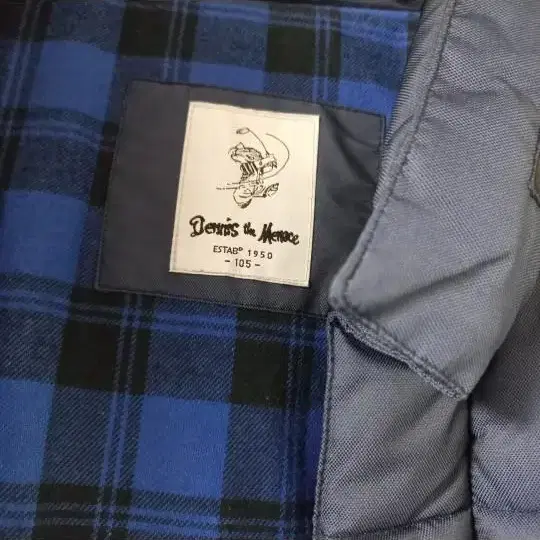 Dennis the Menace
ESTABD 1950
- 105 -